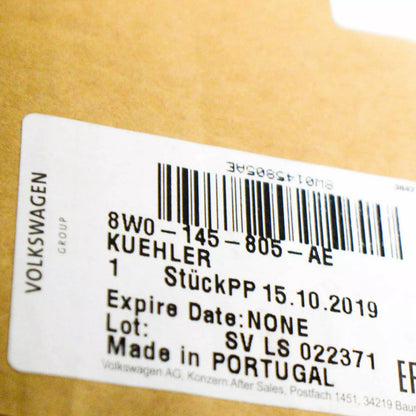 VOLKSWAGEN
GROUP
8W0145805AE
8W0-145-805-AE
KUEHLER
1 StückPP 15.10.2019
Expire Date:NONE
Lot: SV LS 022371
Made in PORTUGAL
Volkswagen AG, Konzern After Sales, Postfach 1451, 34219